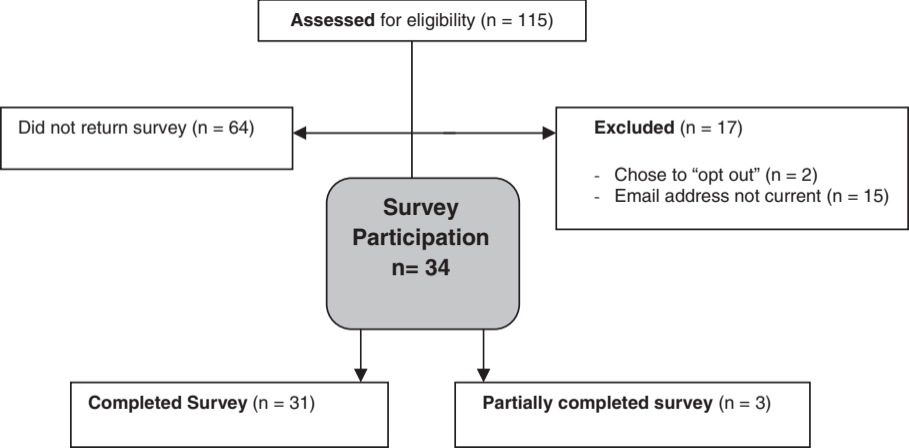 Assessed for eligibility (n = 115)
Did not return survey (n = 64)
Excluded (n = 17)
- Chose to “opt out” (n = 2)
- Email address not current (n = 15)
Survey
Participation
n= 34
Completed Survey (n = 31)
Partially completed survey (n = 3)